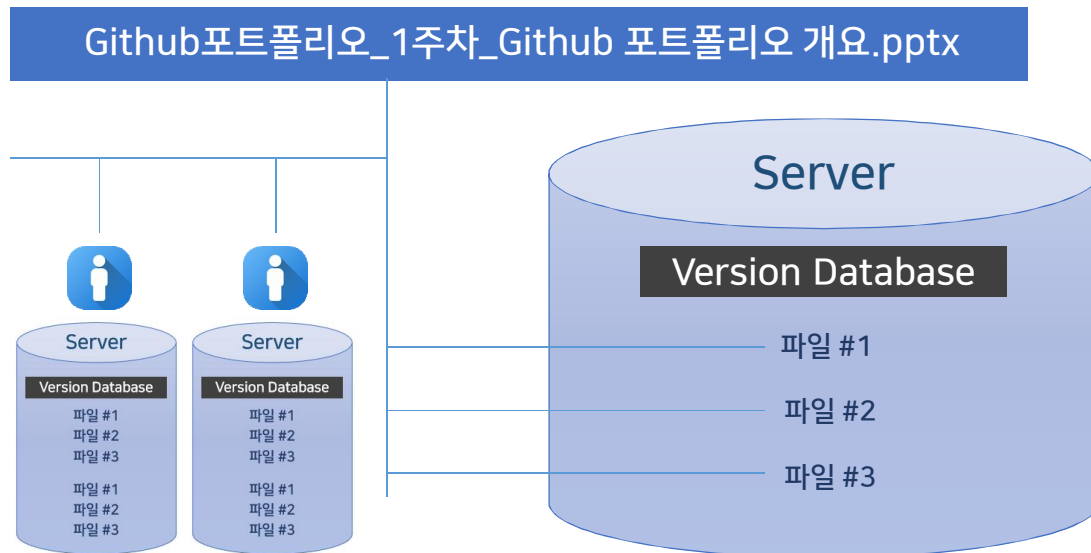 Github포트폴리오_1주차_Github 포트폴리오 개요.pptx
Server
Version Database
파일 #1
파일 #2
파일 #3
Server
Version Database
파일 #1
파일 #2
파일 #3
파일 #1
파일 #2
파일 #3
Server
Version Database
파일 #1
파일 #2
파일 #3
파일 #1
파일 #2
파일 #3